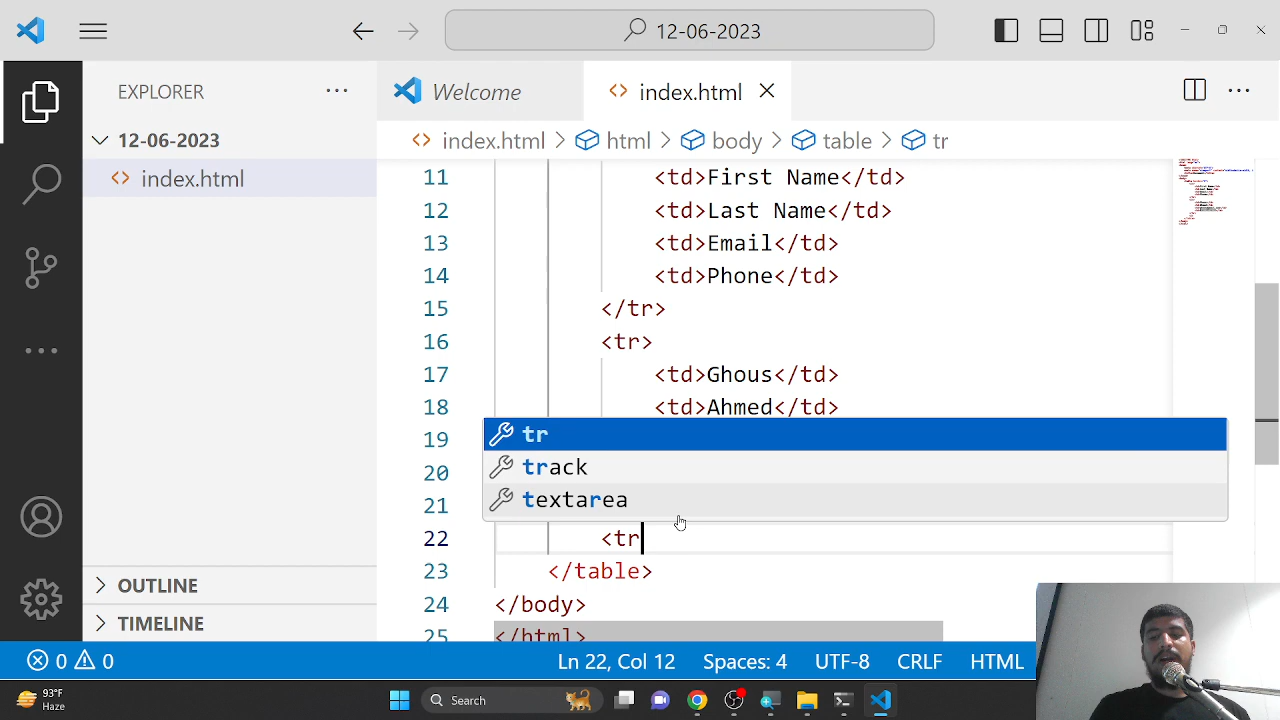 12-06-2023
EXPLORER
Welcome
index.html
12-06-2023
index.html > html > body > table > tr
index.html
11 <td>First Name</td>
12 <td>Last Name</td>
13 <td>Email</td>
14 <td>Phone</td>
15 </tr>
16 <tr>
17 <td>Ghous</td>
18 <td>Ahmed</td>
19 tr
20 track
21 textarea
22 <tr
23 </table>
24 </body>
25 </html>
OUTLINE
TIMELINE
0 0 Ln 22, Col 12 Spaces: 4 UTF-8 CRLF HTML
93°F
Haze
Search